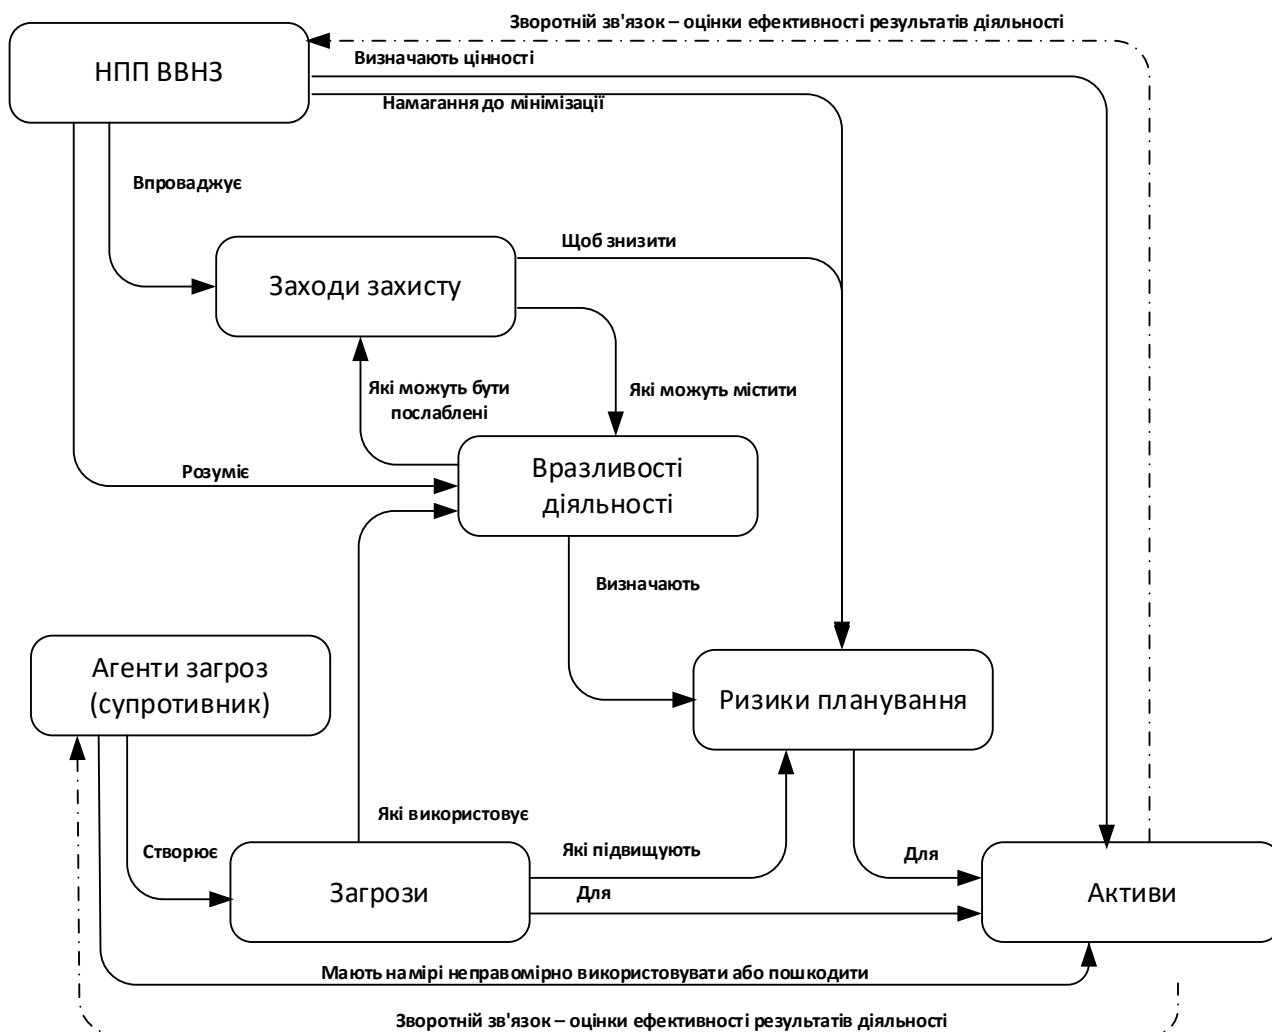 Зворотній зв'язок – оцінки ефективності результатів діяльності
НПП ВВНЗ
Визначають цінності
Намагання до мінімізації
Впроваджує
Щоб знизити
Заходи захисту
Які можуть бути
послаблені
Які можуть містити
Розуміє
Вразливості
діяльності
Визначають
Агенти загроз
(супротивник)
Ризики планування
Які використовує
Створює
Які підвищують
Для
Для
Загрози
Активи
Мають намірі неправомірно використовувати або пошкодити
Зворотній зв'язок – оцінки ефективності результатів діяльності